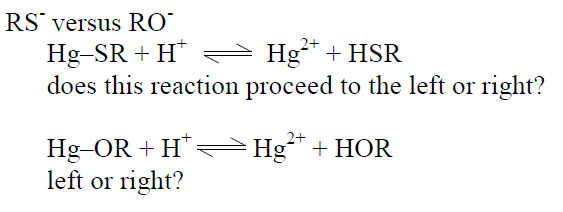 RS⁻ versus RO⁻
Hg–SR + H⁺ ⇌ Hg²⁺ + HSR
does this reaction proceed to the left or right?
Hg–OR + H⁺ ⇌ Hg²⁺ + HOR
left or right?